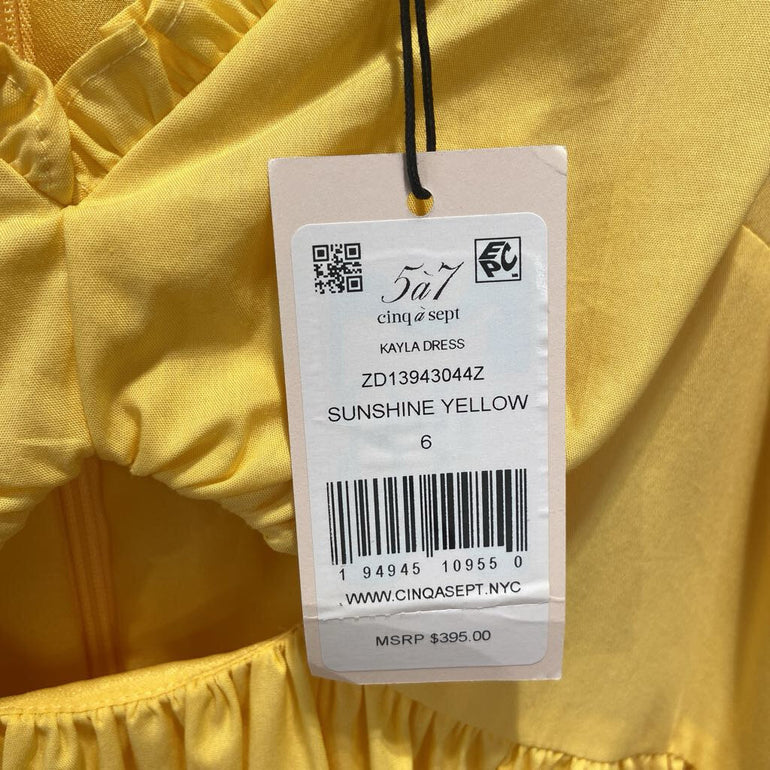 EPC
5à7
cinq à sept
KAYLA DRESS
ZD13943044Z
SUNSHINE YELLOW
6
1 94945 10955 0
WWW.CINQASEPT.NYC
MSRP $395.00